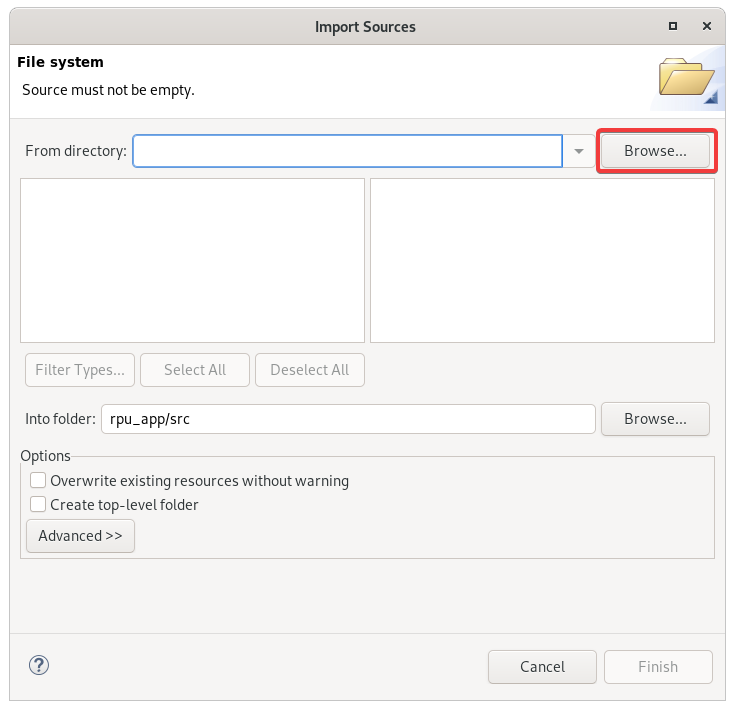 Import Sources
File system
Source must not be empty.
From directory:
Browse...
Filter Types...
Select All
Deselect All
Into folder:
rpu_app/src
Browse...
Options
Overwrite existing resources without warning
Create top-level folder
Advanced >>
?
Cancel
Finish